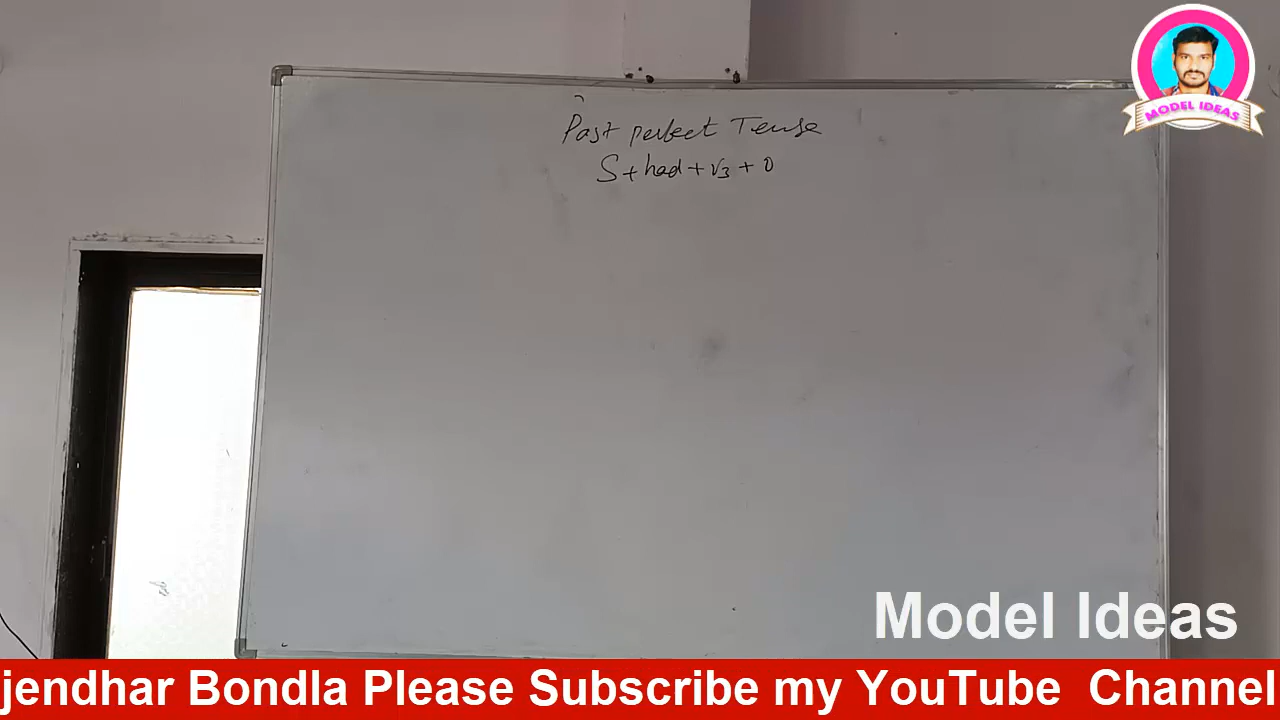 MODEL IDEAS
Past perfect Tense
S + had + V3 + O
Model Ideas
jendhar Bondla Please Subscribe my YouTube Channel